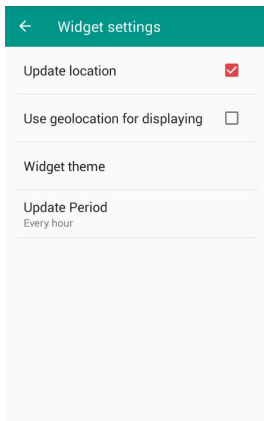 Widget settings
Update location
Use geolocation for displaying
Widget theme
Update Period
Every hour